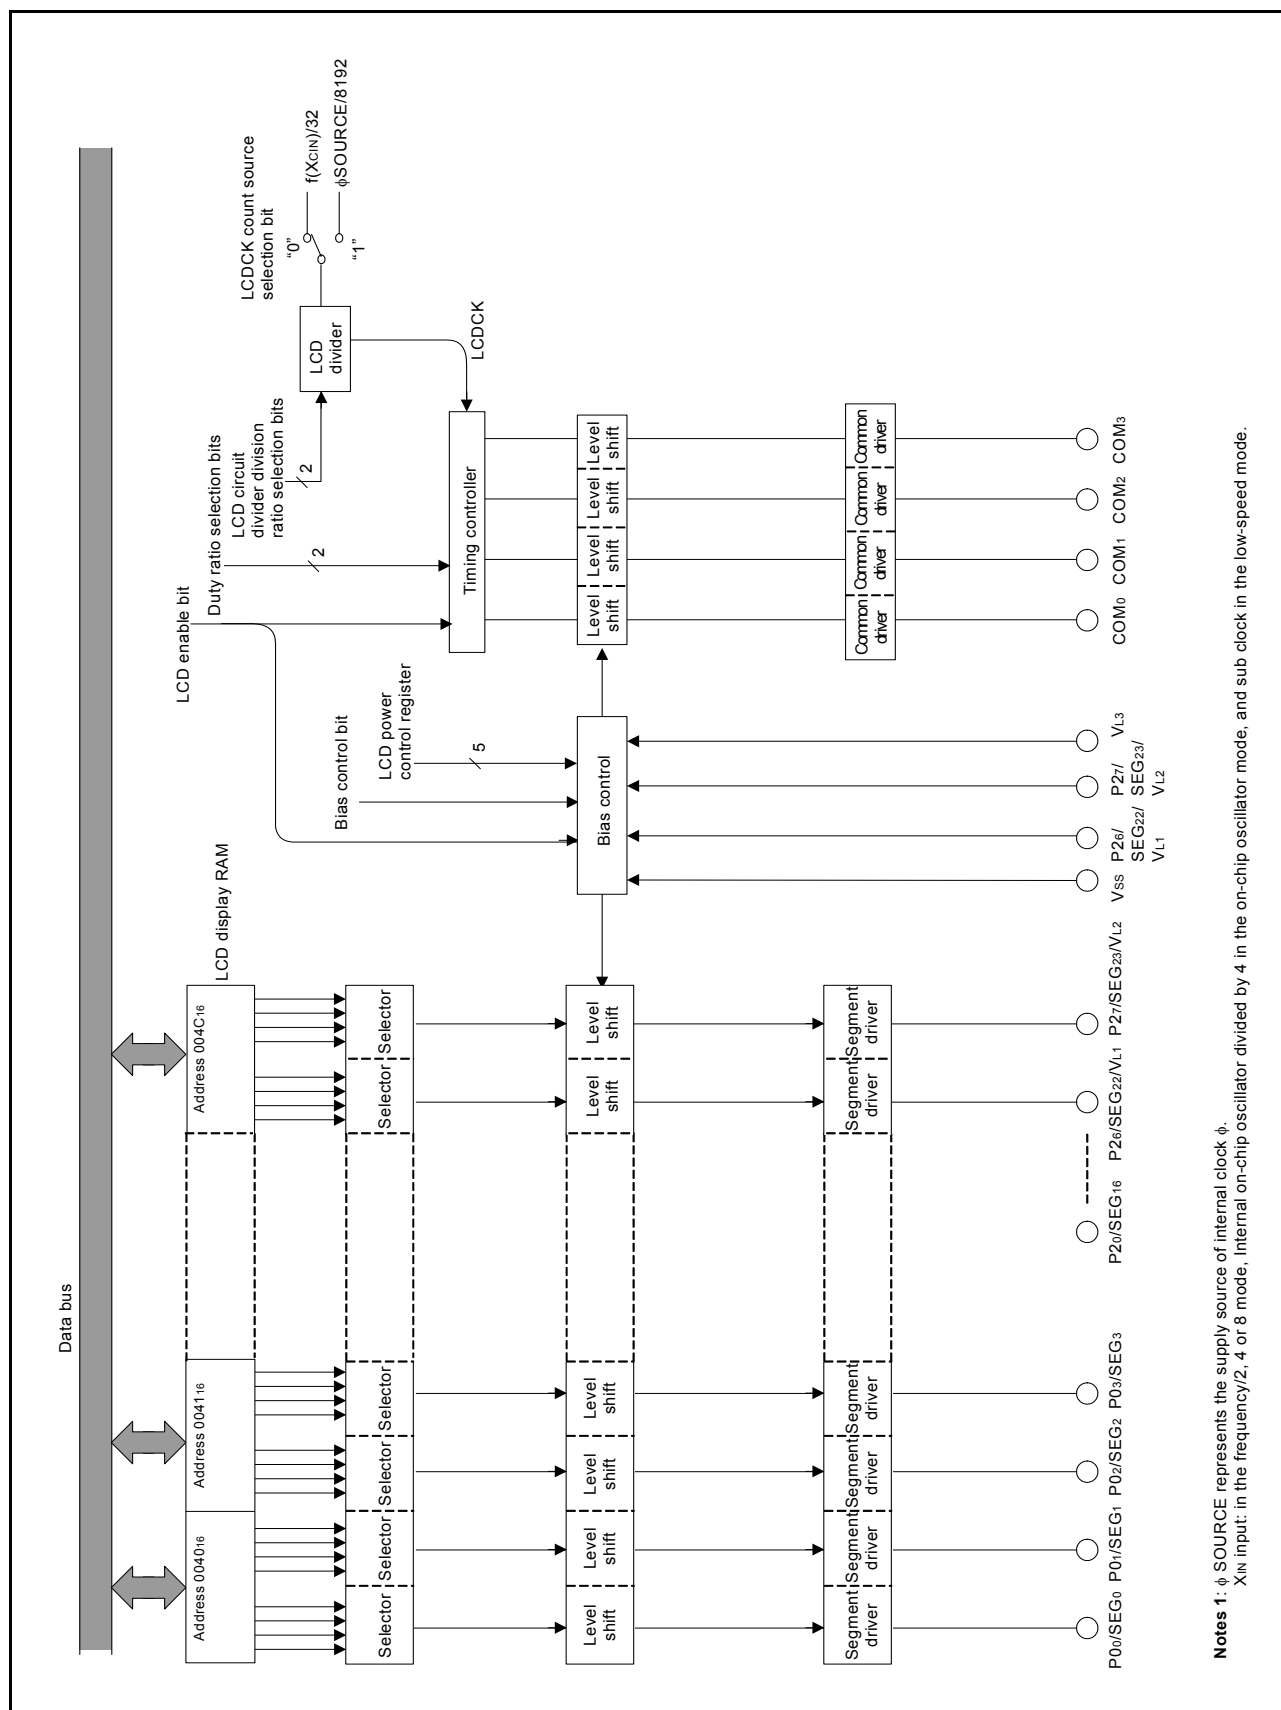 Data bus
Address 0040₁₆
Address 0041₁₆
Address 004C₁₆
LCD display RAM
LCD enable bit
Duty ratio selection bits
LCD circuit
divider division
ratio selection bits
LCDCK count source
selection bit
"0"
f(XCIN)/32
"1"
φSOURCE/8192
2
2
LCD
divider
LCDCK
Bias control bit
LCD power
control register
5
Timing controller
Selector
Selector
Selector
Selector
Selector
Selector
Level
shift
Level
shift
Level
shift
Level
shift
Level
shift
Level
shift
Bias control
Level
shift
Level
shift
Level
shift
Level
shift
Segment
driver
Segment
driver
Segment
driver
Segment
driver
Segment
driver
Segment
driver
Common
driver
Common
driver
Common
driver
Common
driver
P00/SEG0
P01/SEG1
P02/SEG2
P03/SEG3
P20/SEG16
P26/SEG22/VL1
P27/SEG23/VL2
VSS
P26/
SEG22/
VL1
P27/
SEG23/
VL2
VL3
COM0
COM1
COM2
COM3
Notes 1: φ SOURCE represents the supply source of internal clock φ.
XIN input: in the frequency/2, 4 or 8 mode, Internal on-chip oscillator divided by 4 in the on-chip oscillator mode, and sub clock in the low-speed mode.